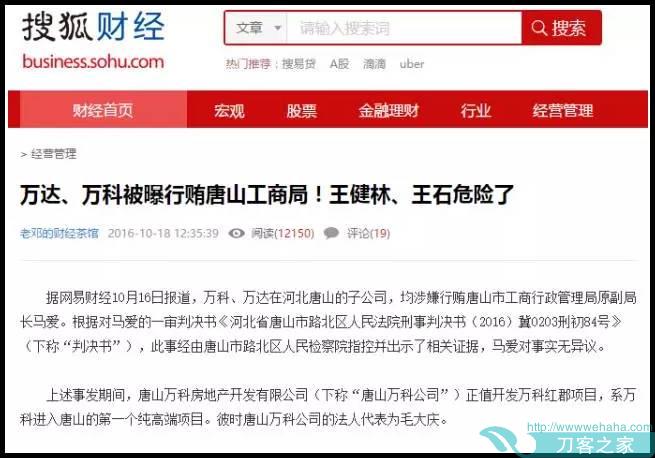 搜狐 财经
business.sohu.com
文章 请输入搜索词 搜索
热门推荐：搜易贷 A股 滴滴 uber
财经首页 宏观 股票 金融理财 行业 经营管理
> 经营管理
万达、万科被曝行贿唐山工商局！王健林、王石危险了
老邓的财经茶馆 2016-10-18 12:35:39 阅读(12150) 评论(19)
据网易财经10月16日报道，万科、万达在河北唐山的子公司，均涉嫌行贿唐山市工商行政管理局原副局
长马爱。根据对马爱的一审判决书《河北省唐山市路北区人民法院刑事判决书（2016）冀0203刑初84号》
（下称“判决书”），此事经由唐山市路北区人民检察院指控并出示了相关证据，马爱对事实无异议。
上述事发期间，唐山万科房地产开发有限公司（下称“唐山万科公司”）正值开发万科红郡项目，系万
科进入唐山的第一个纯高端项目。彼时唐山万科公司的法人代表为毛大庆。
http://wwwwehaha.com
刀客之家